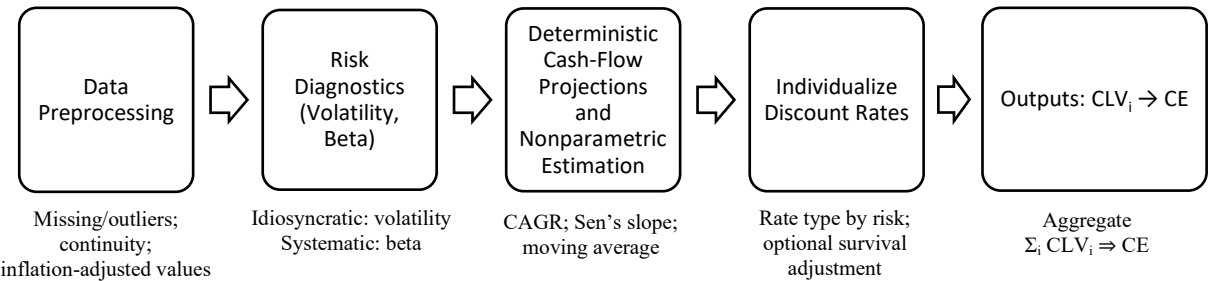 Data
Preprocessing
Risk
Diagnostics
(Volatility,
Beta)
Deterministic
Cash-Flow
Projections
and
Nonparametric
Estimation
Individualize
Discount Rates
Outputs: CLVᵢ → CE
Missing/outliers;
continuity;
inflation-adjusted values
Idiosyncratic: volatility
Systematic: beta
CAGR; Sen's slope;
moving average
Rate type by risk;
optional survival
adjustment
Aggregate
Σᵢ CLVᵢ ⇒ CE